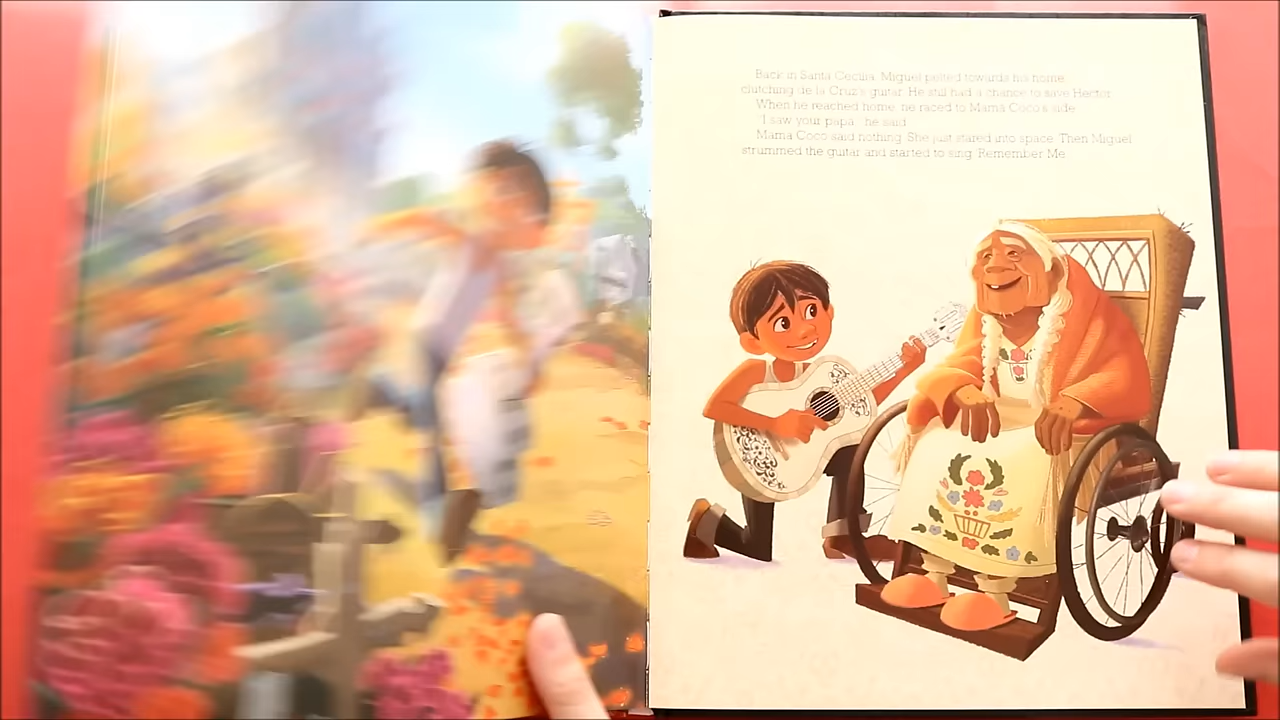 Back in Santa Cecilia, Miguel pelted towards his home,
clutching de la Cruz's guitar. He still had a chance to save Héctor.
When he reached home, he raced to Mamá Coco's side.
"I saw your papá," he said.
Mamá Coco said nothing. She just stared into space. Then Miguel
strummed the guitar and started to sing 'Remember Me'.